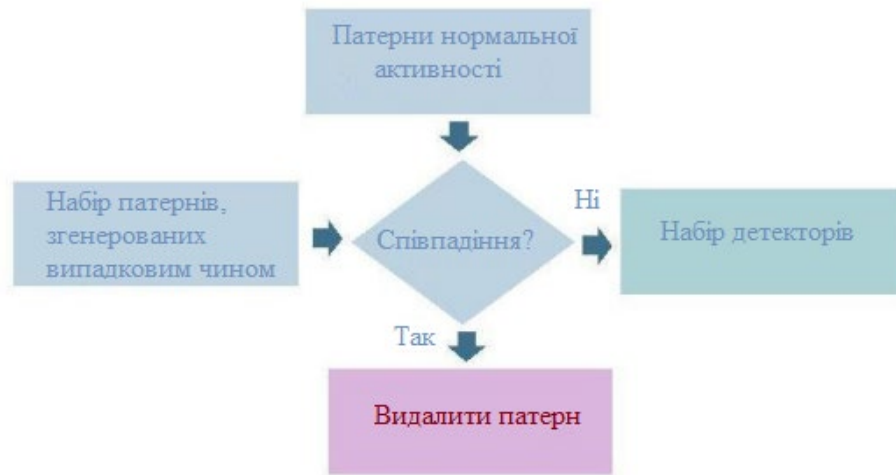 Патерни нормальної
активності
Набір патернів,
згенерованих
випадковим чином
Співпадіння?
Ні
Набір детекторів
Так
Видалити патерн